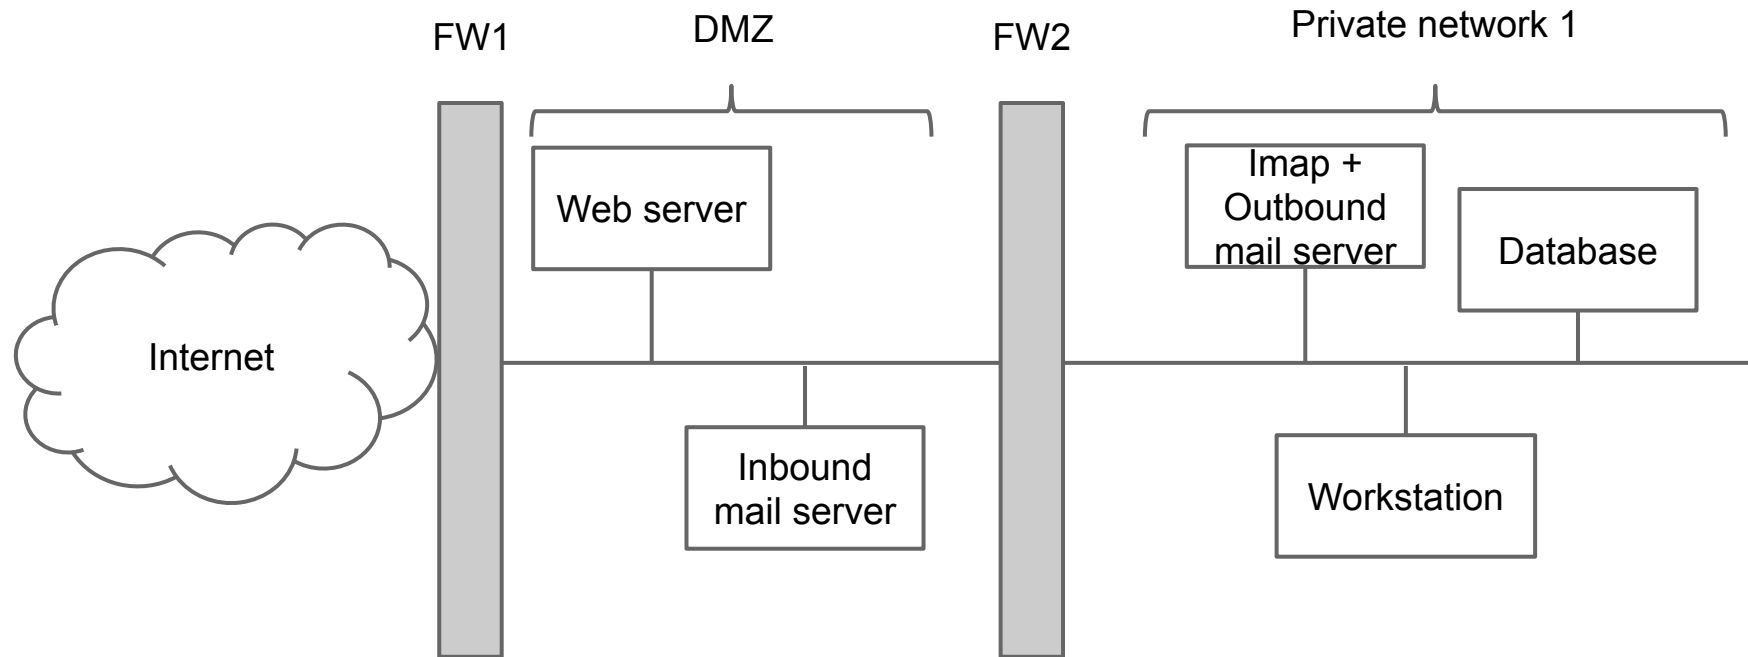 FW1
DMZ
FW2
Private network 1
Web server
Imap +
Outbound
mail server
Database
Internet
Inbound
mail server
Workstation